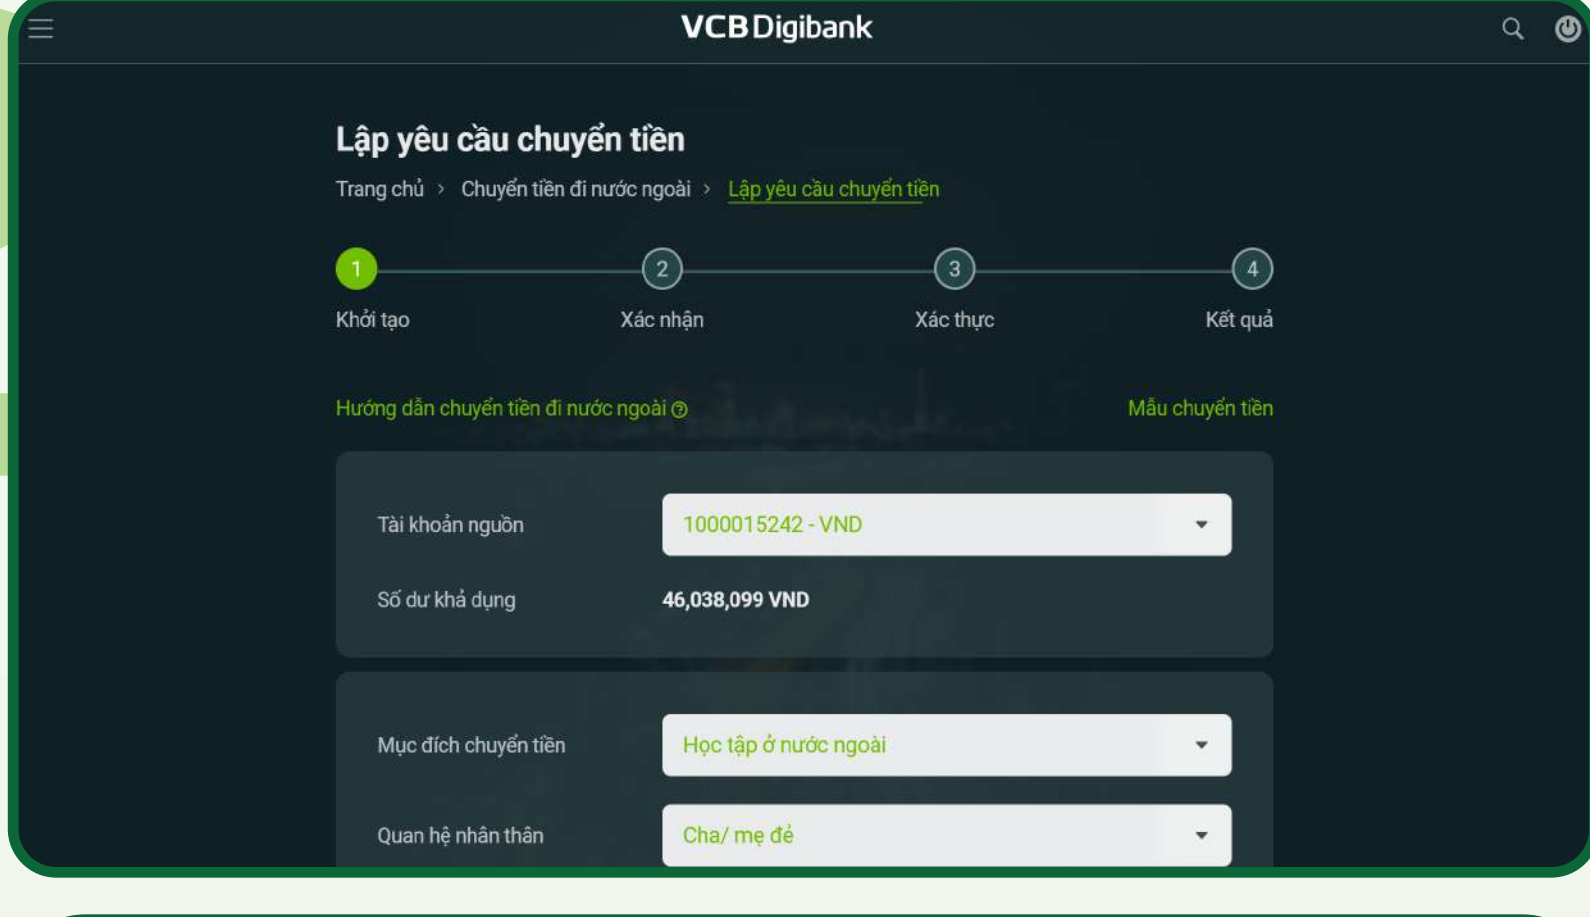 VCB Digibank
Lập yêu cầu chuyển tiền
Trang chủ > Chuyển tiền đi nước ngoài > Lập yêu cầu chuyển tiền
1 2 3 4
Khởi tạo Xác nhận Xác thực Kết quả
Hướng dẫn chuyển tiền đi nước ngoài Mẫu chuyển tiền
Tài khoản nguồn 1000015242 - VND
Số dư khả dụng 46,038,099 VND
Mục đích chuyển tiền Học tập ở nước ngoài
Quan hệ nhân thân Cha/ mẹ đẻ